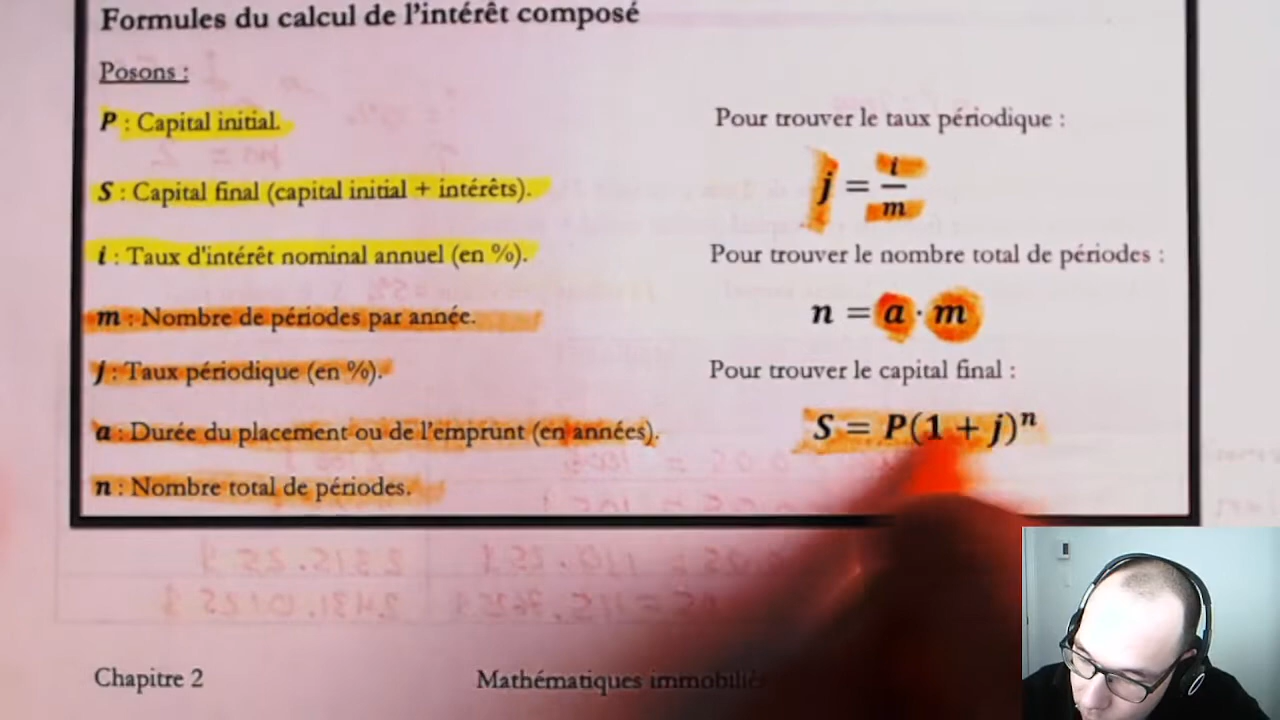 Formules du calcul de l'intérêt composé
Posons :
P : Capital initial.
S : Capital final (capital initial + intérêts).
i : Taux d'intérêt nominal annuel (en %).
m : Nombre de périodes par année.
j : Taux périodique (en %).
a : Durée du placement ou de l'emprunt (en années).
n : Nombre total de périodes.
Pour trouver le taux périodique :
j = i/m
Pour trouver le nombre total de périodes :
n = a · m
Pour trouver le capital final :
S = P(1 + j)ⁿ
Chapitre 2
Mathématiques